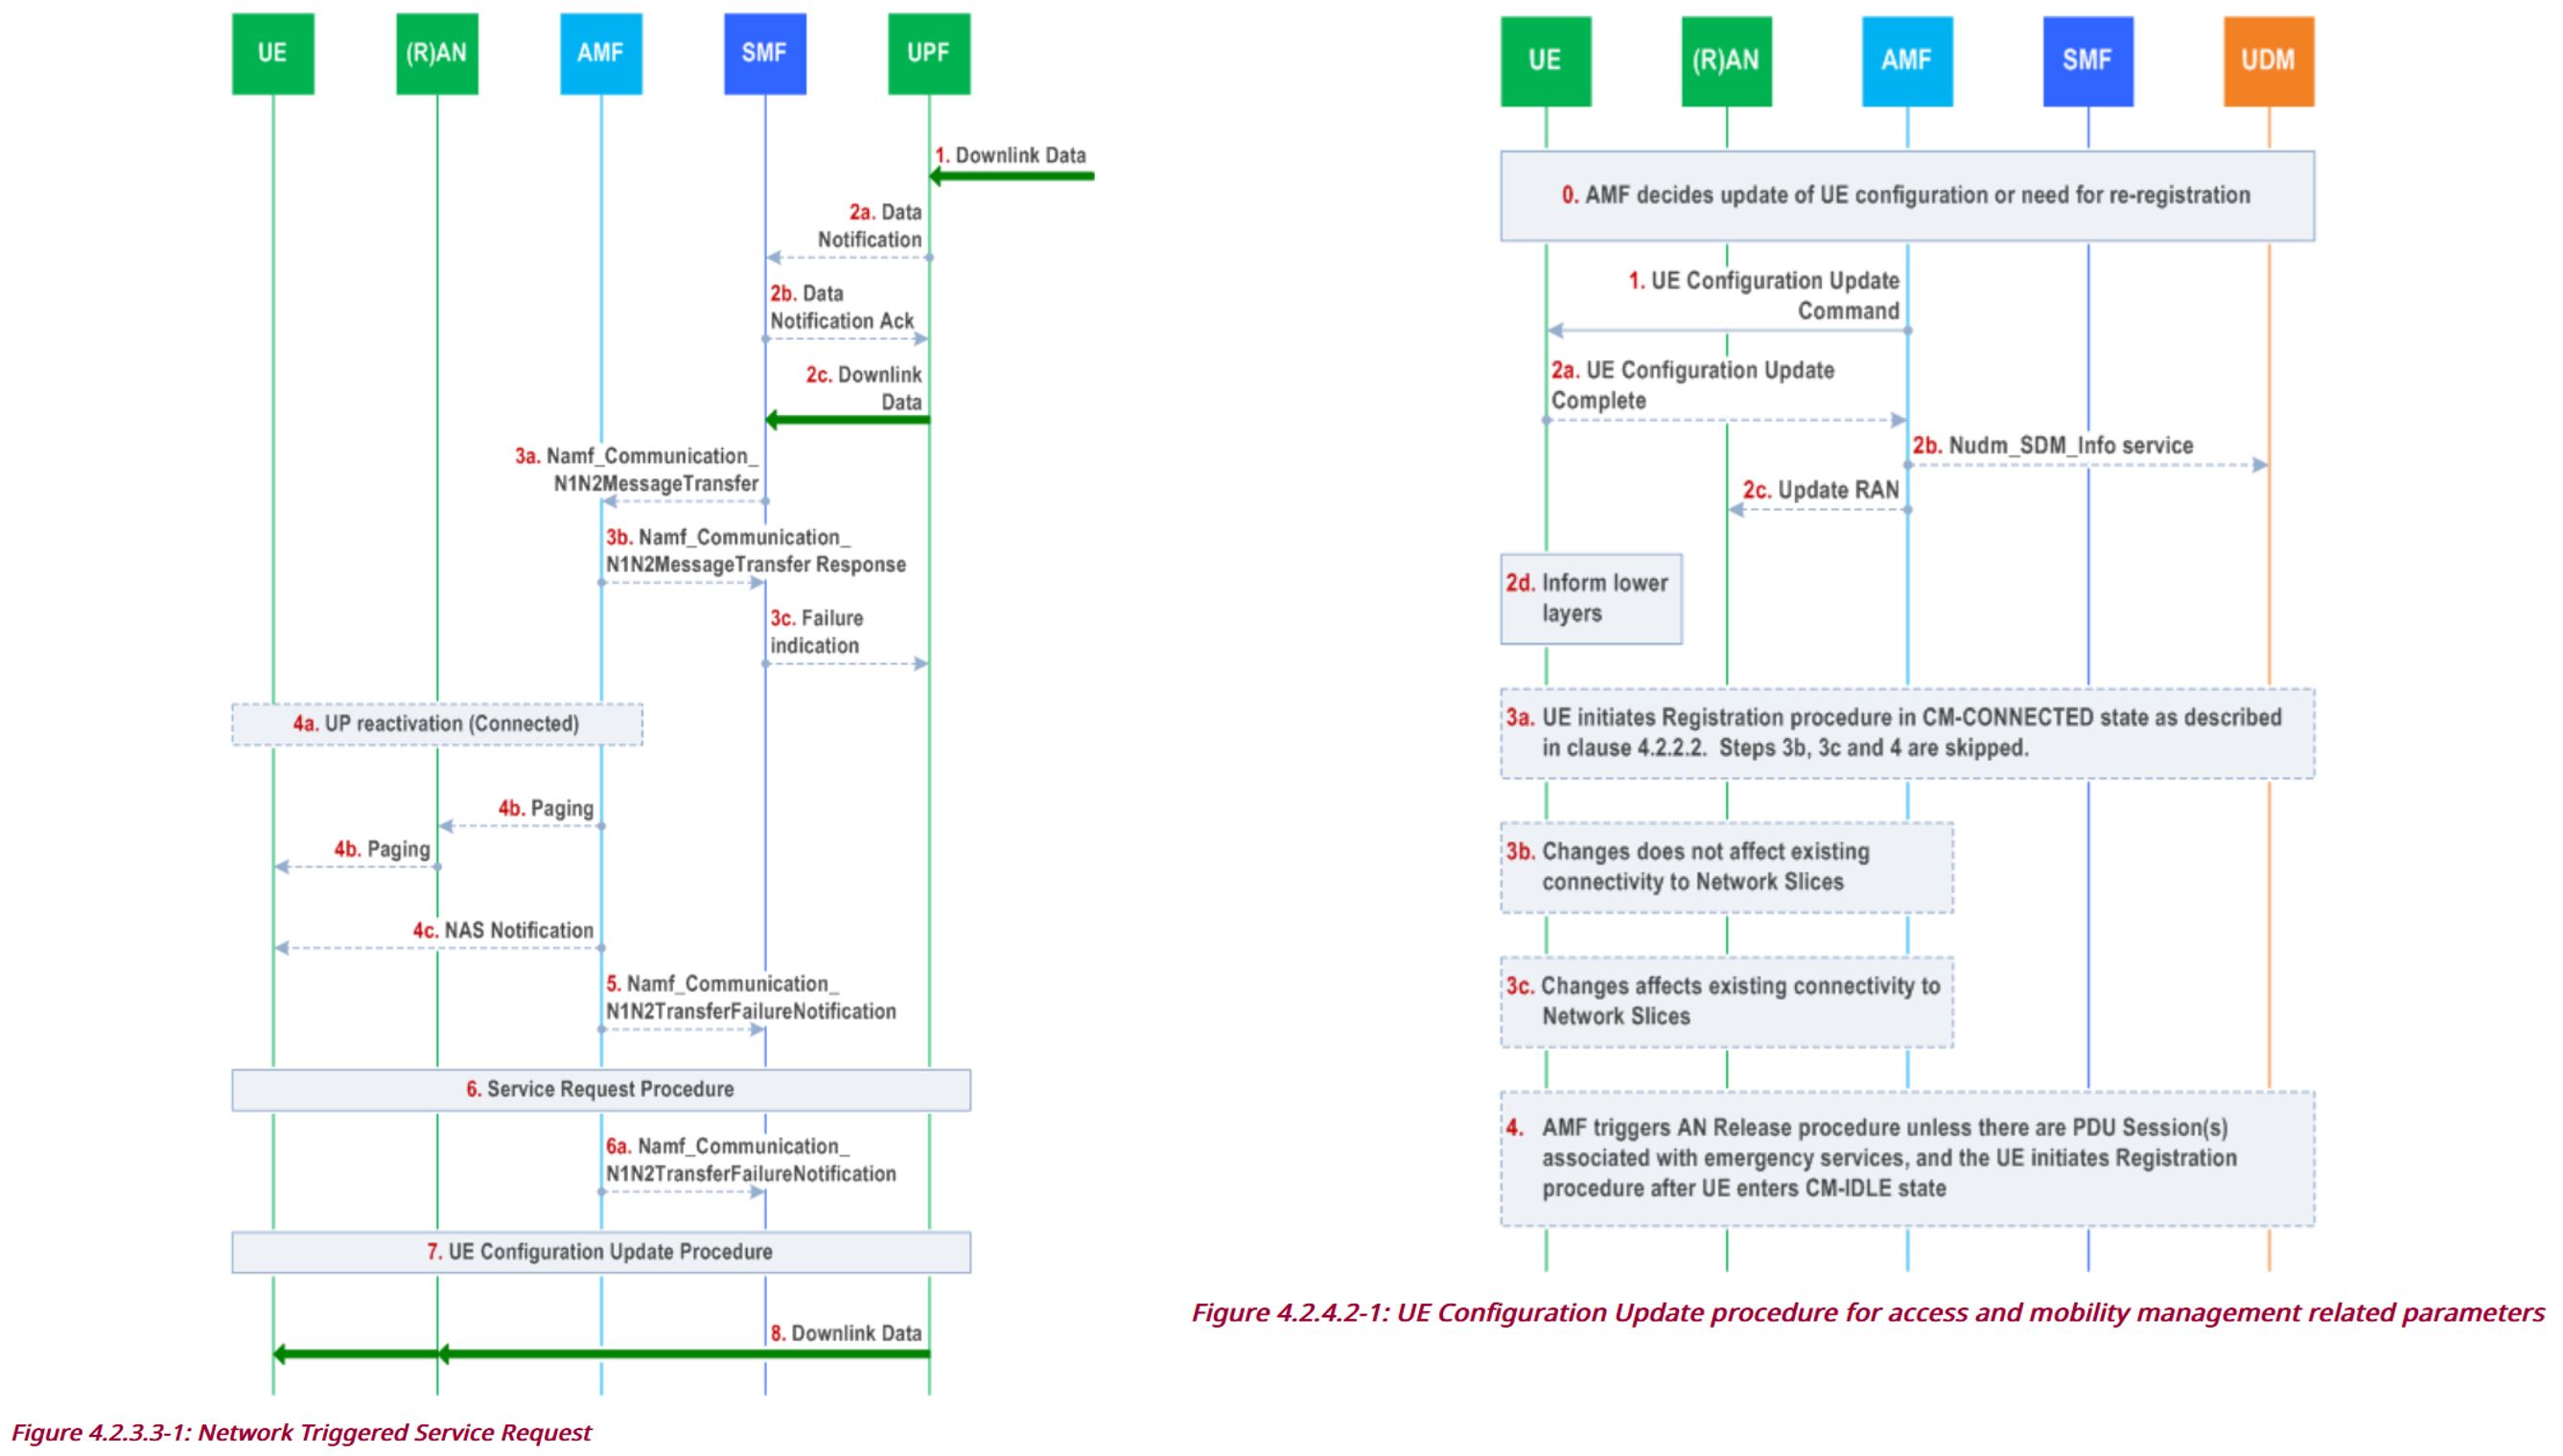 UE
(R)AN
AMF
SMF
UPF
1. Downlink Data
2a. Data
Notification
2b. Data
Notification Ack
2c. Downlink
Data
3a. Namf_Communication_
N1N2MessageTransfer
3b. Namf_Communication_
N1N2MessageTransfer Response
3c. Failure
indication
4a. UP reactivation (Connected)
4b. Paging
4b. Paging
4c. NAS Notification
5. Namf_Communication_
N1N2TransferFailureNotification
6. Service Request Procedure
6a. Namf_Communication_
N1N2TransferFailureNotification
7. UE Configuration Update Procedure
8. Downlink Data
Figure 4.2.3.3-1: Network Triggered Service Request
UE
(R)AN
AMF
SMF
UDM
0. AMF decides update of UE configuration or need for re-registration
1. UE Configuration Update
Command
2a. UE Configuration Update
Complete
2b. Nudm_SDM_Info service
2c. Update RAN
2d. Inform lower
layers
3a. UE initiates Registration procedure in CM-CONNECTED state as described
in clause 4.2.2.2. Steps 3b, 3c and 4 are skipped.
3b. Changes does not affect existing
connectivity to Network Slices
3c. Changes affects existing connectivity to
Network Slices
4. AMF triggers AN Release procedure unless there are PDU Session(s)
associated with emergency services, and the UE initiates Registration
procedure after UE enters CM-IDLE state
Figure 4.2.4.2-1: UE Configuration Update procedure for access and mobility management related parameters